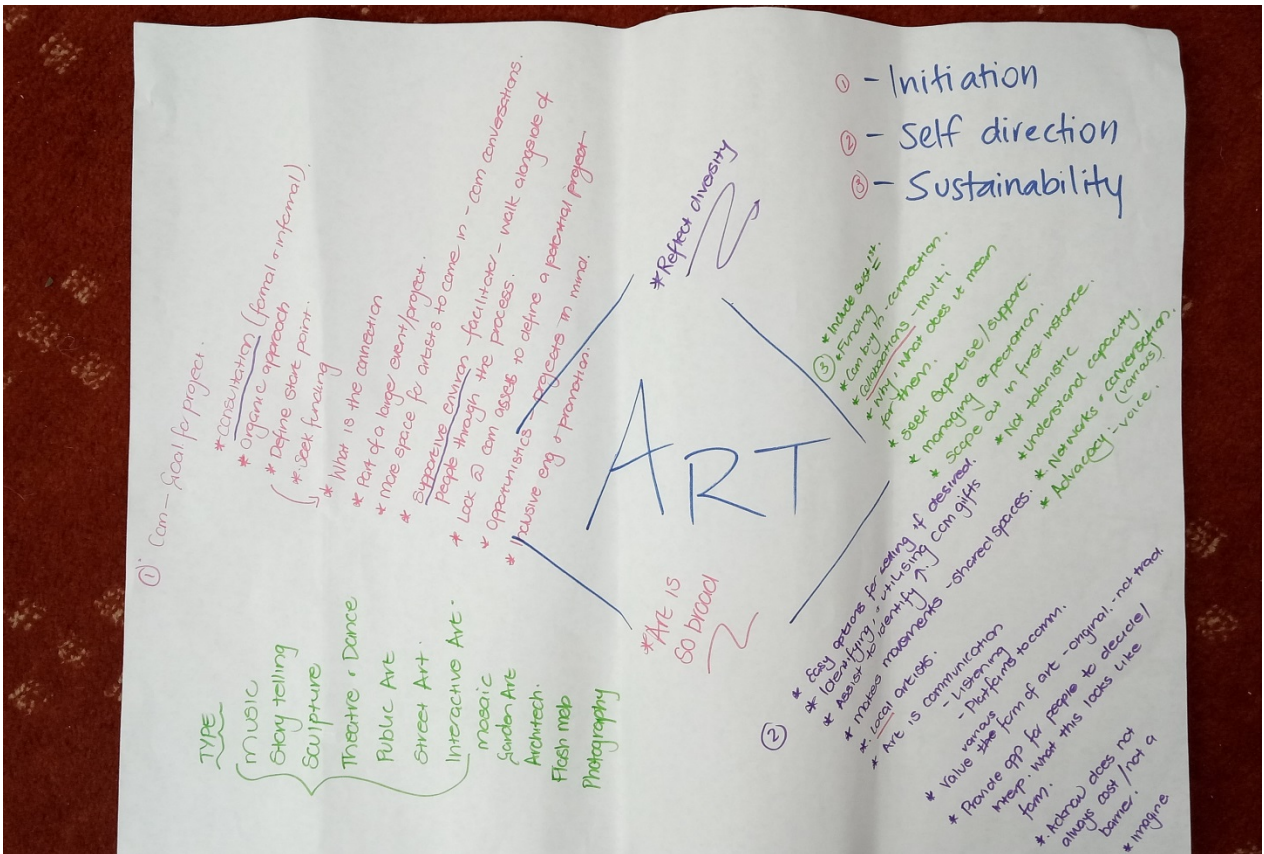 ① - Initiation
② - Self direction
③ - Sustainability
ART
* Reflect diversity
* Art is
so broad
① Com - Goal for project.
* consultation (formal & informal).
* Organic approach
* Define start point.
* Seek funding
* What is the connection
* Part of a larger event/project.
* More space for artists to come in - com conversations.
* Supportive environ - facilitator - walk alongside of
people through the process.
* Look @ com assets to define a potential project
* Opportunistics - projects in mind.
* Inclusive eng & promotion.
TYPE
music
Story telling
Sculpture
Theatre & Dance
Public Art
Street Art.
Interactive Art.
mosaic
Garden Art
Architech.
Flash mob
Photography
② * Easy options for selling if desired.
* Identifying, & utilising com gifts
* Assist to identify ↑.
* makes movements - shared spaces.
* Local artists.
* Art is communication
- Listening
- Platform to comm.
* Value various
the form of art - original - not trad.
* Provide opp for people to decide/
interp. what this looks like
form.
* Acknow does not
always cost / not a
barrier.
* Imagine
③ * Include sust 1st.
* Funding
* Com buy in - connection.
* Collaborations - multi
* Why, what does it mean
for them.
* Seek expertise/support
* managing expectation.
* Scope out in first instance.
* Not tokanistic
* Understand capacity.
* Networks & conversation.
(various)
* Advocacy - voice.